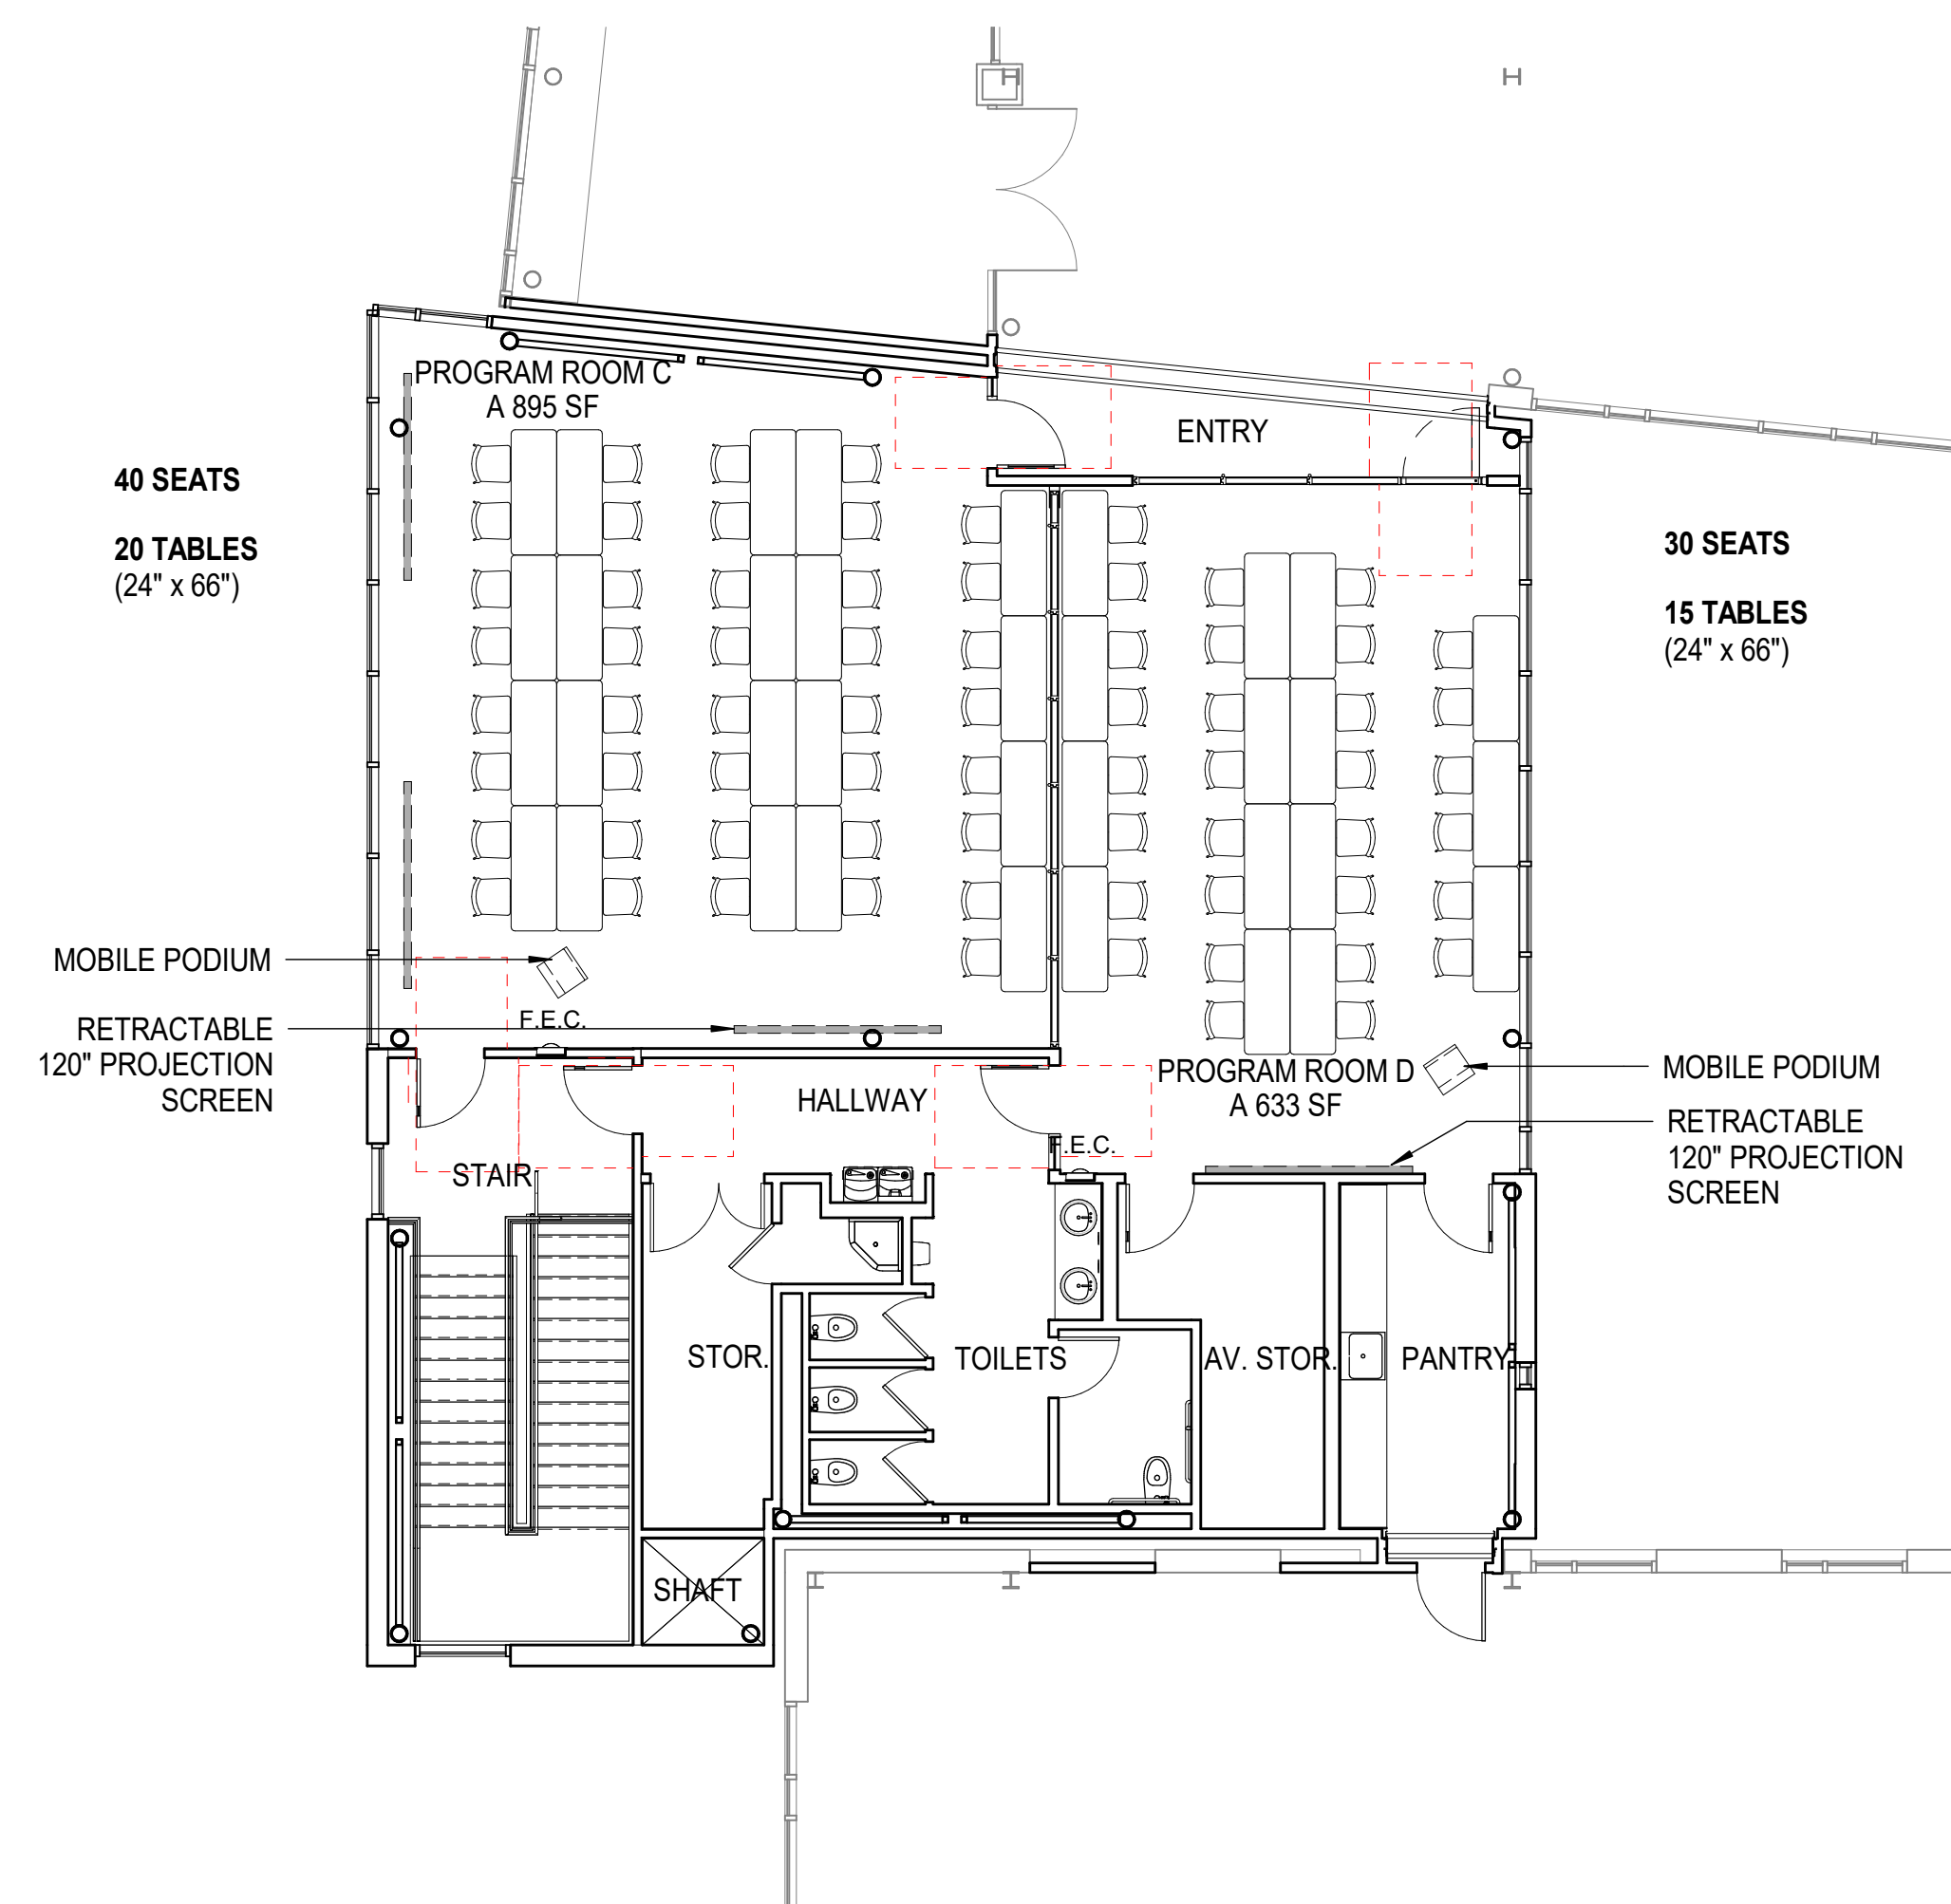 PROGRAM ROOM C
A 895 SF
ENTRY
40 SEATS
20 TABLES
(24" x 66")
30 SEATS
15 TABLES
(24" x 66")
MOBILE PODIUM
F.E.C.
RETRACTABLE
120" PROJECTION
SCREEN
HALLWAY
PROGRAM ROOM D
A 633 SF
MOBILE PODIUM
RETRACTABLE
120" PROJECTION
SCREEN
F.E.C.
STAIR
STOR.
TOILETS
AV. STOR.
PANTRY
SHAFT